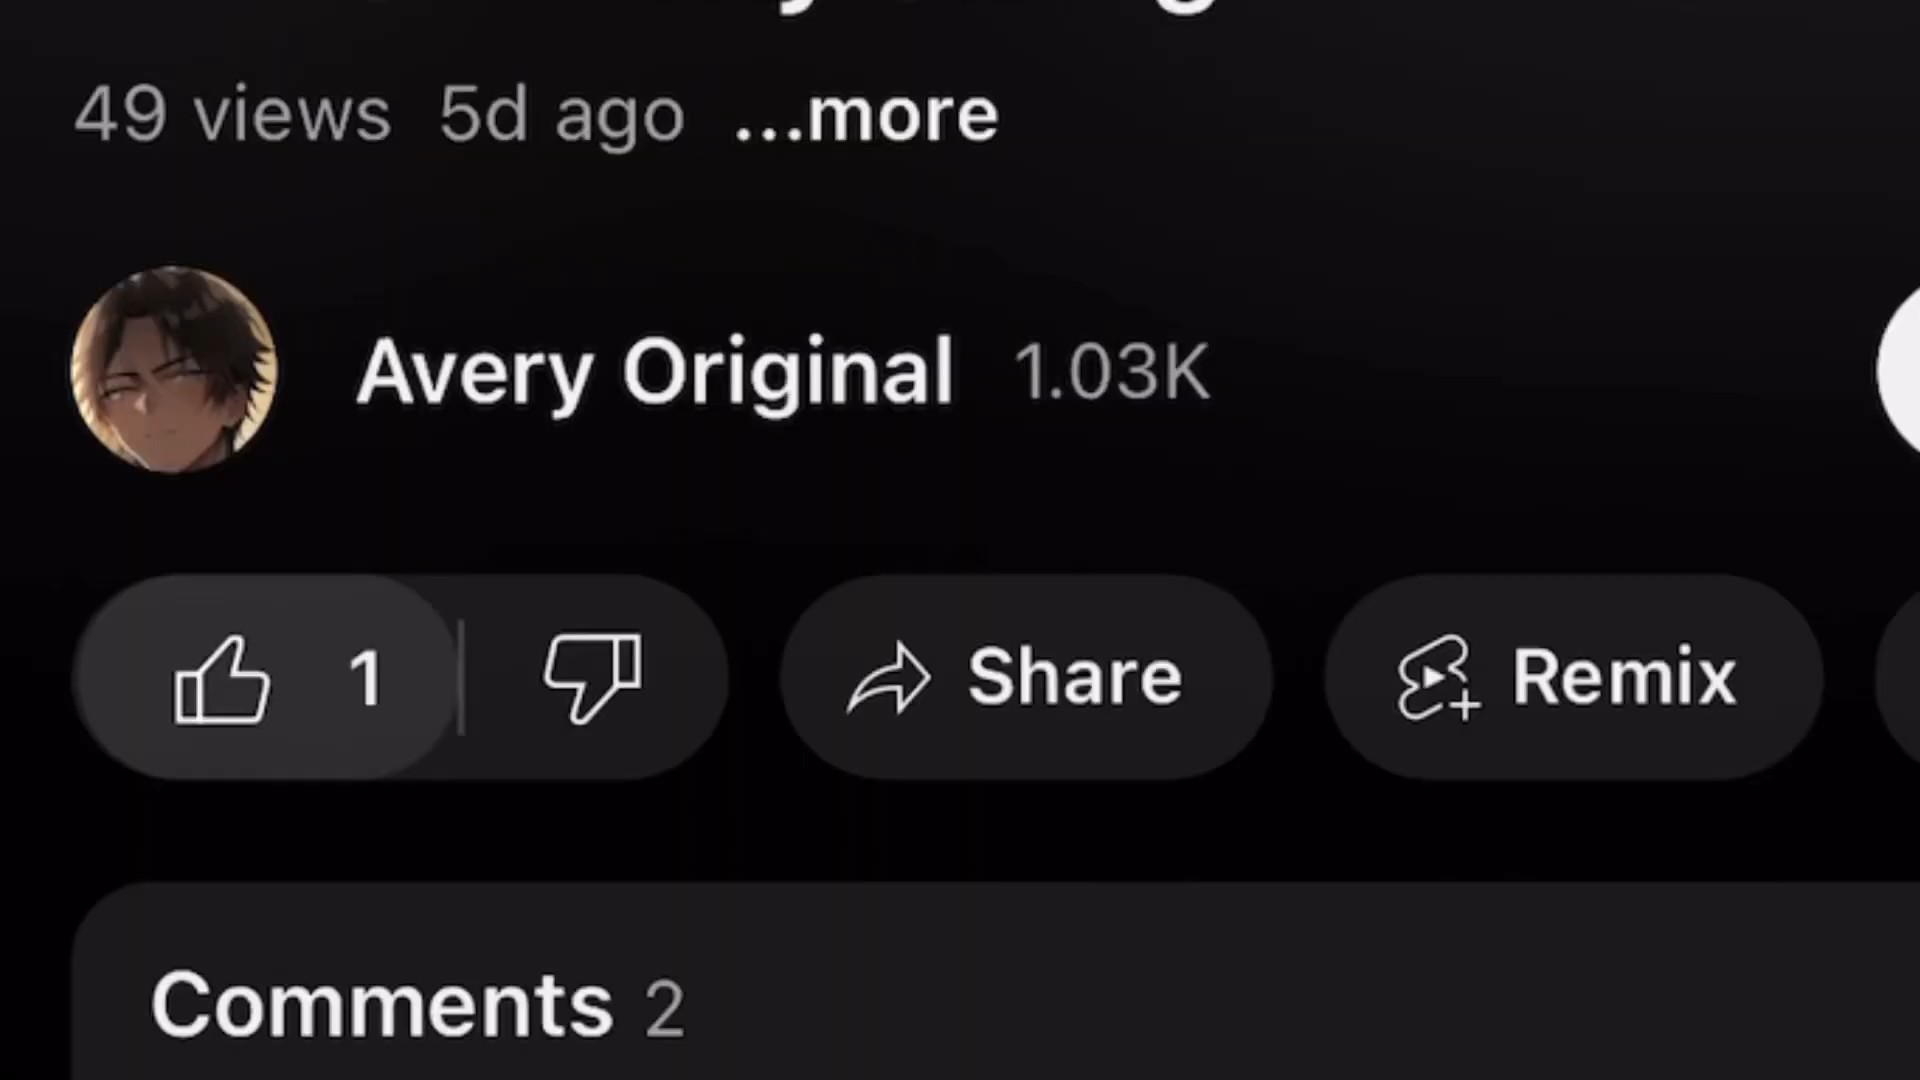 49 views 5d ago ...more
Avery Original 1.03K
1 Share Remix
Comments 2